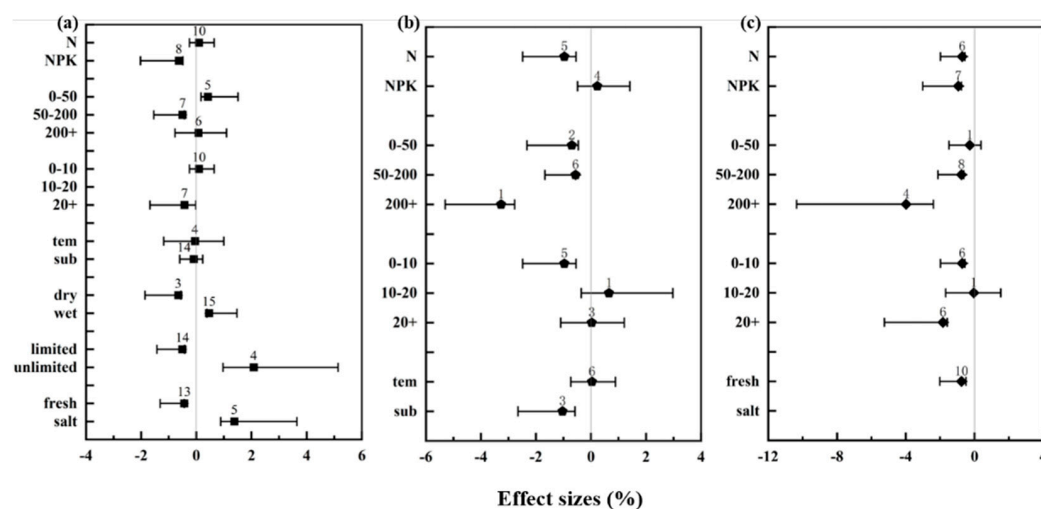 (a) (b) (c)
N 10 N 5 N 6
NPK 8 NPK 4 NPK 7
0-50 5 0-50 2 0-50 1
50-200 7 50-200 6 50-200 8
200+ 6 200+ 1 200+ 4
0-10 10 0-10 5 0-10 6
10-20 10-20 1 10-20 1
20+ 7 20+ 3 20+ 6
tem 4 tem 6 fresh 10
sub 14 sub 3 salt
dry 3
wet 15
limited 14
unlimited 4
fresh 13
salt 5
-4 -2 0 2 4 6 -6 -4 -2 0 2 4 -12 -8 -4 0 4
Effect sizes (%)